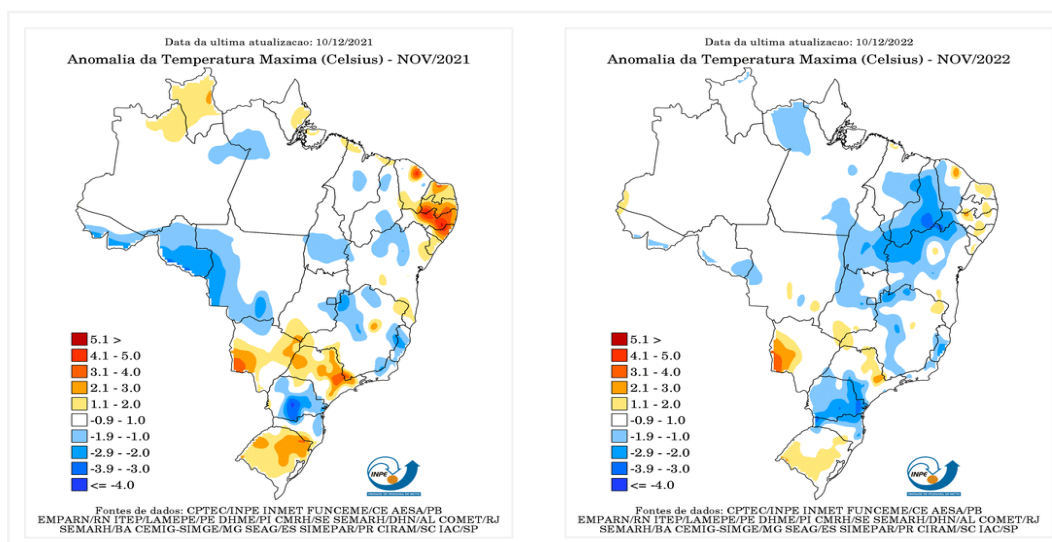 Data da ultima atualizacao: 10/12/2021
Anomalia da Temperatura Maxima (Celsius) - NOV/2021
5.1 >
4.1 - 5.0
3.1 - 4.0
2.1 - 3.0
1.1 - 2.0
-0.9 - 1.0
-1.9 - -1.0
-2.9 - -2.0
-3.9 - -3.0
<= -4.0
INPE
Fontes de dados: CPTEC/INPE INMET FUNCEME/CE AESA/PB
EMPARN/RN ITEP/LAMEPE/PE DHME/PI CMRH/SE SEMARH/DHN/AL COMET/RJ
SEMARH/BA CEMIG-SIMGE/MG SEAG/ES SIMEPAR/PR CIRAM/SC IAC/SP
Data da ultima atualizacao: 10/12/2022
Anomalia da Temperatura Maxima (Celsius) - NOV/2022
5.1 >
4.1 - 5.0
3.1 - 4.0
2.1 - 3.0
1.1 - 2.0
-0.9 - 1.0
-1.9 - -1.0
-2.9 - -2.0
-3.9 - -3.0
<= -4.0
INPE
Fontes de dados: CPTEC/INPE INMET FUNCEME/CE AESA/PB
EMPARN/RN ITEP/LAMEPE/PE DHME/PI CMRH/SE SEMARH/DHN/AL COMET/RJ
SEMARH/BA CEMIG-SIMGE/MG SEAG/ES SIMEPAR/PR CIRAM/SC IAC/SP